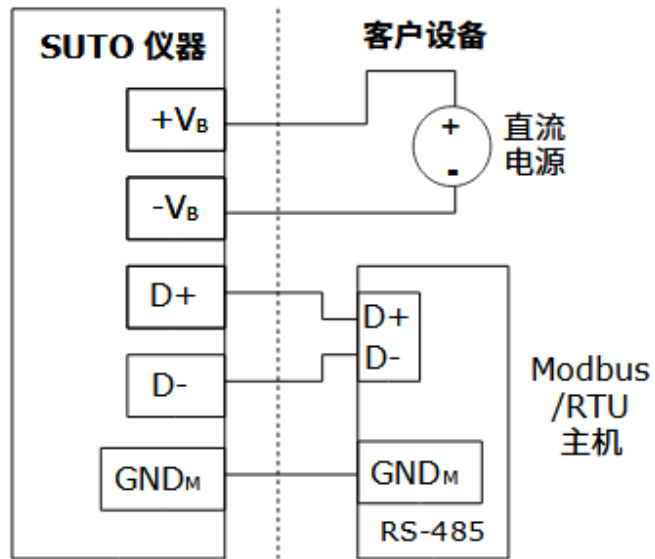 SUTO 仪器
客户设备
+VB
-VB
D+
D-
GNDM
+
-
直流
电源
D+
D-
GNDM
RS-485
Modbus
/RTU
主机